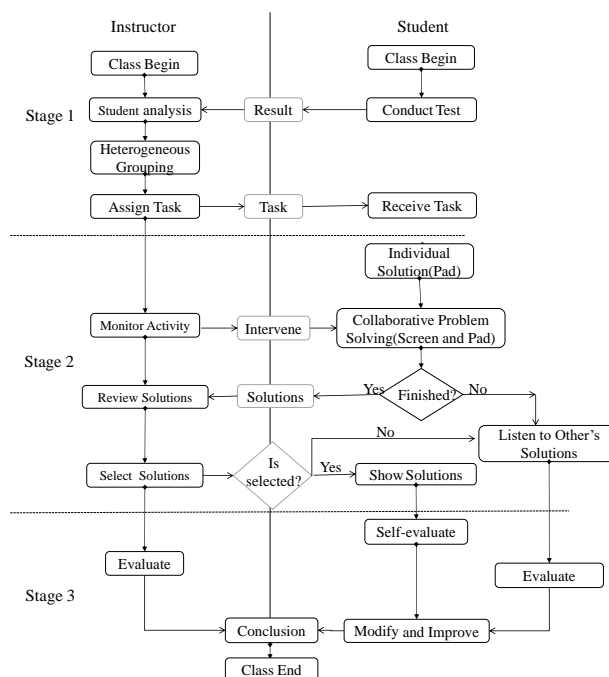 Instructor
Student
Class Begin
Class Begin
Stage 1
Student analysis
Result
Conduct Test
Heterogeneous
Grouping
Assign Task
Task
Receive Task
Individual
Solution(Pad)
Monitor Activity
Intervene
Collaborative Problem
Solving(Screen and Pad)
Stage 2
Review Solutions
Solutions
Yes
Finished?
No
No
Listen to Other's
Solutions
Select Solutions
Is
selected?
Yes
Show Solutions
Self-evaluate
Evaluate
Evaluate
Stage 3
Conclusion
Modify and Improve
Class End